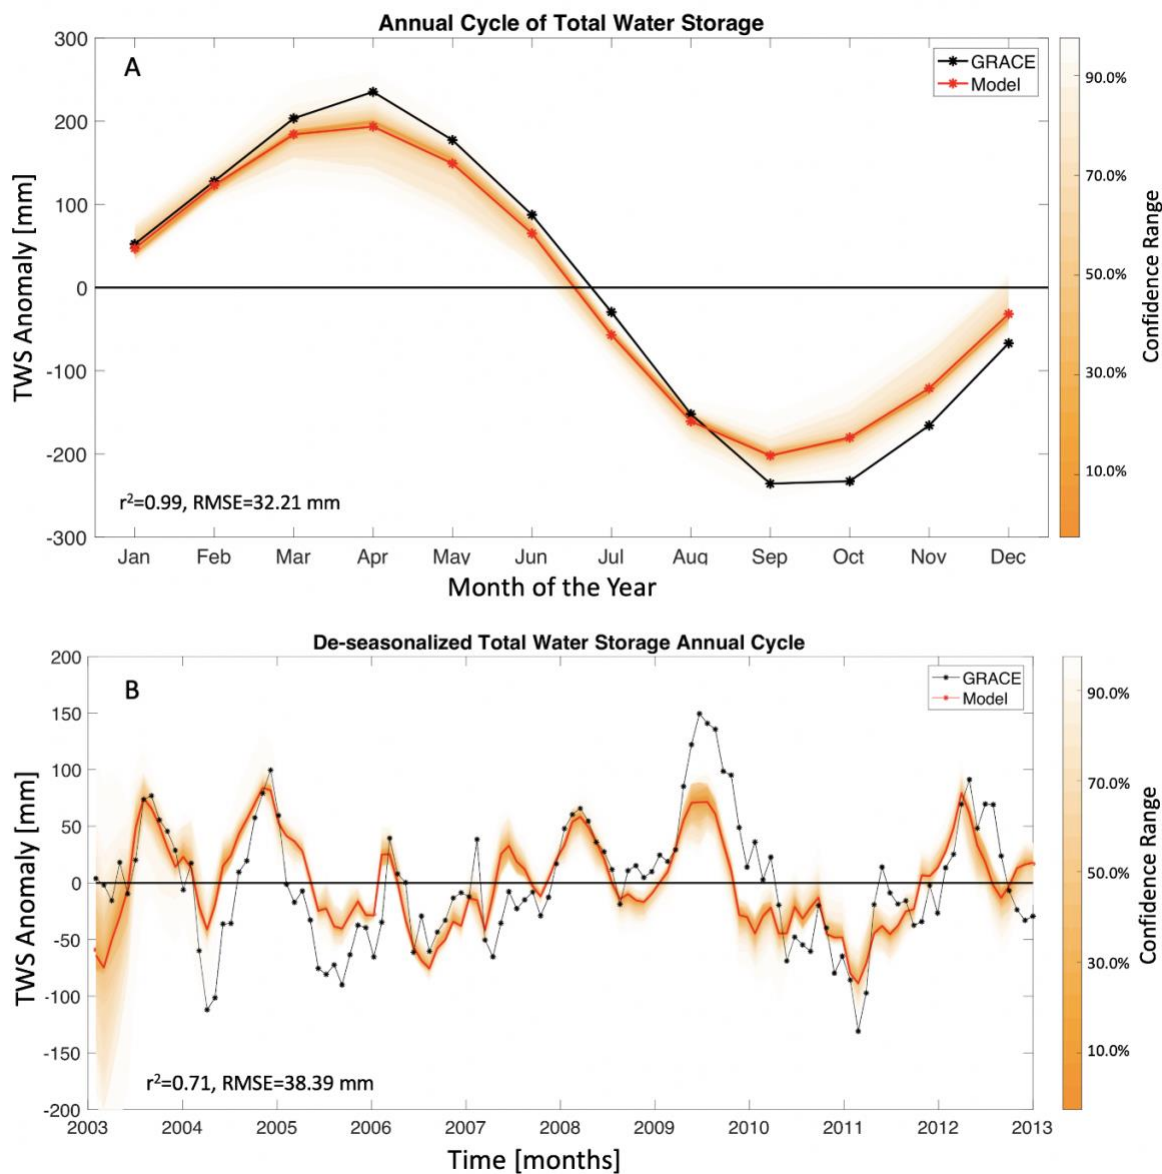 Annual Cycle of Total Water Storage
300
200
100
0
-100
-200
-300
TWS Anomaly [mm]
A
GRACE
Model
r²=0.99, RMSE=32.21 mm
Jan Feb Mar Apr May Jun Jul Aug Sep Oct Nov Dec
Month of the Year
90.0%
70.0%
50.0%
30.0%
10.0%
Confidence Range
De-seasonalized Total Water Storage Annual Cycle
200
150
100
50
0
-50
-100
-150
-200
TWS Anomaly [mm]
B
GRACE
Model
r²=0.71, RMSE=38.39 mm
2003 2004 2005 2006 2007 2008 2009 2010 2011 2012 2013
Time [months]
90.0%
70.0%
50.0%
30.0%
10.0%
Confidence Range